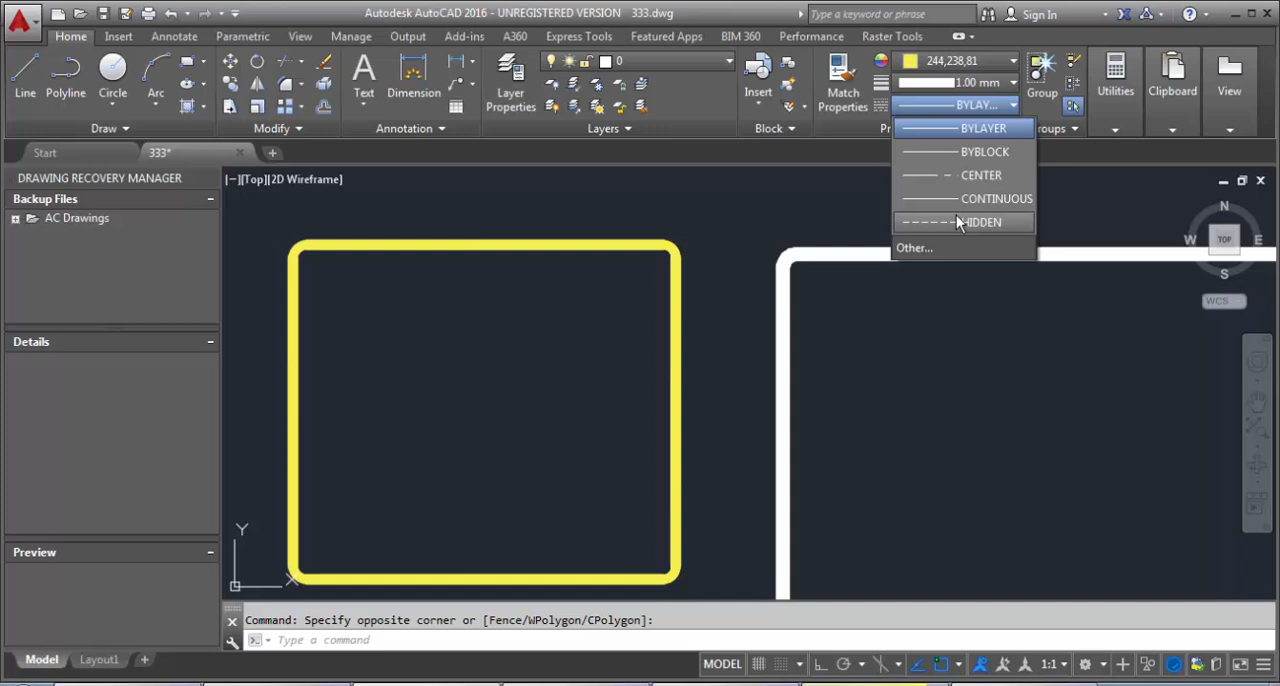 Autodesk AutoCAD 2016 - UNREGISTERED VERSION 333.dwg
Type a keyword or phrase
Sign In
Home Insert Annotate Parametric View Manage Output Add-ins A360 Express Tools Featured Apps BIM 360 Performance Raster Tools
Line Polyline Circle Arc
Text Dimension
Layer Properties
0
Insert
Match Properties
244,238,81
1.00 mm
BYLAY...
Group
Utilities
Clipboard
View
Draw Modify Annotation Layers Block Pr roups
BYLAYER
BYBLOCK
CENTER
CONTINUOUS
HIDDEN
Other...
Start 333*
DRAWING RECOVERY MANAGER
Backup Files
AC Drawings
Details
Preview
[−][Top][2D Wireframe]
N
W TOP E
S
WCS
Y
X
Command: Specify opposite corner or [Fence/WPolygon/CPolygon]:
Type a command
Model Layout1
MODEL
1:1